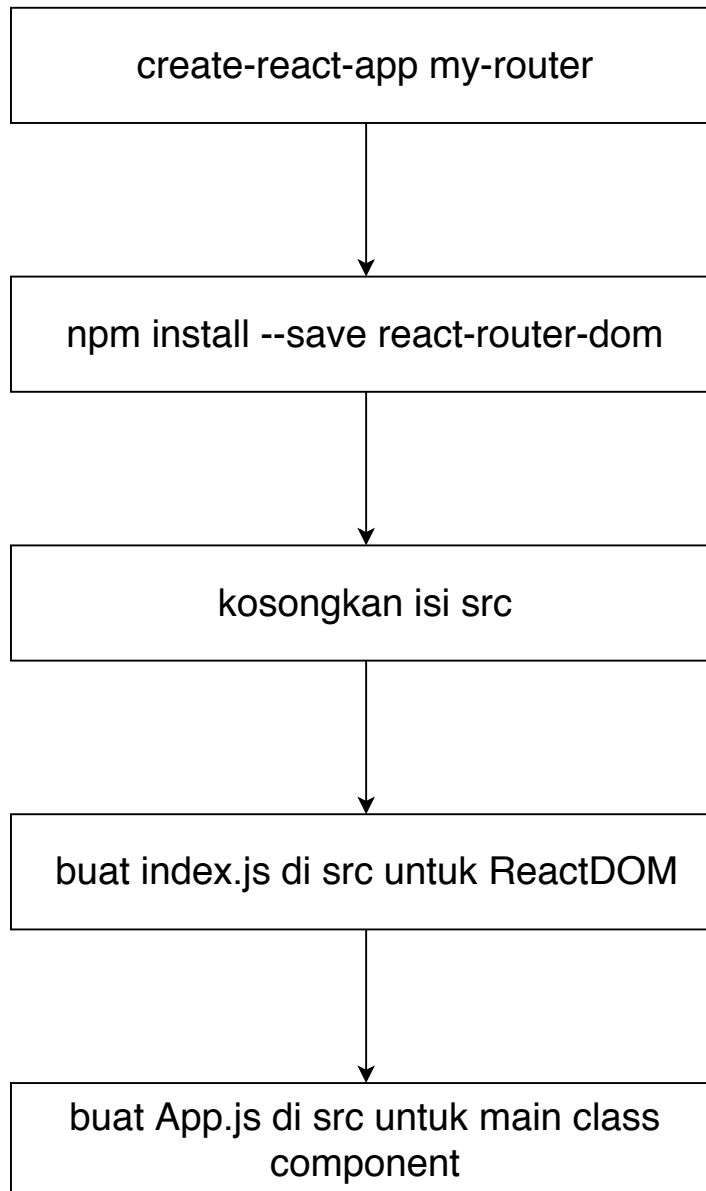 create-react-app my-router
npm install --save react-router-dom
kosongkan isi src
buat index.js di src untuk ReactDOM
buat App.js di src untuk main class
component